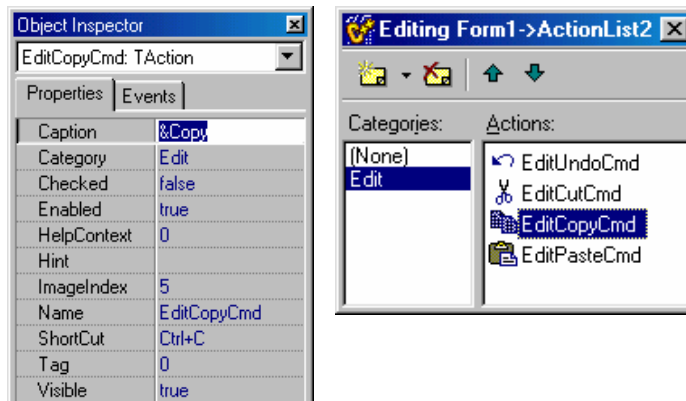 Object Inspector
EditCopyCmd: TAction
Properties Events
Caption &Copy
Category Edit
Checked false
Enabled true
HelpContext 0
Hint
ImageIndex 5
Name EditCopyCmd
ShortCut Ctrl+C
Tag 0
Visible true
Editing Form1->ActionList2
Categories: Actions:
(None) EditUndoCmd
Edit EditCutCmd
EditCopyCmd
EditPasteCmd